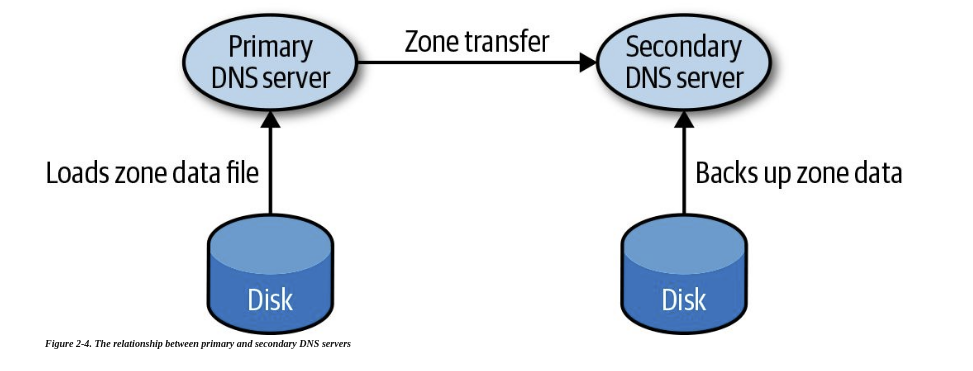 Primary
DNS server
Zone transfer
Secondary
DNS server
Loads zone data file
Backs up zone data
Disk
Disk
Figure 2-4. The relationship between primary and secondary DNS servers